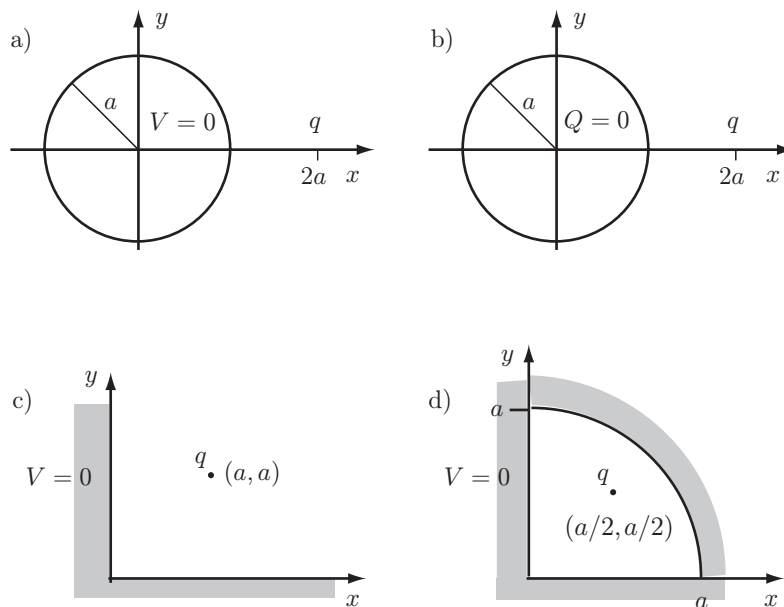 a)
y
a
V = 0
q
2a
x
b)
y
a
Q = 0
q
2a
x
c)
y
V = 0
q
(a, a)
x
d)
y
a
V = 0
q
(a/2, a/2)
a
x